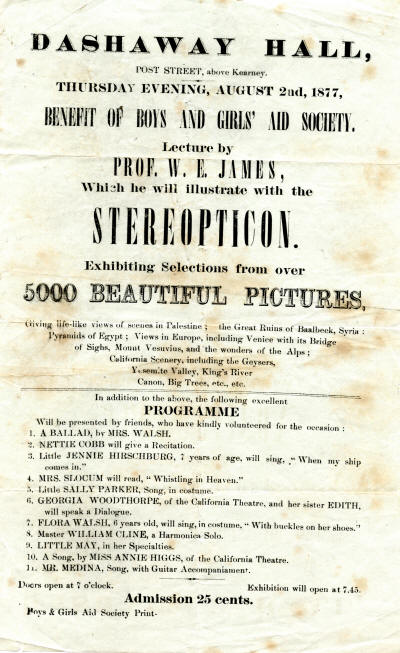 DASHAWAY HALL,
POST STREET, above Kearney.
THURSDAY EVENING, AUGUST 2nd, 1877,
BENEFIT OF BOYS AND GIRLS' AID SOCIETY.
Lecture by
PROF. W. E. JAMES,
Which he will illustrate with the
STEREOPTICON.
Exhibiting Selections from over
5000 BEAUTIFUL PICTURES,
Giving life-like views of scenes in Palestine ; the Great Ruins of Baalbeck, Syria :
Pyramids of Egypt ; Views in Europe, including Venice with its Bridge
of Sighs, Mount Vesuvius, and the wonders of the Alps ;
California Scenery, including the Geysers,
Yosemite Valley, King's River
Canon, Big Trees, etc., etc.
In addition to the above, the following excellent
PROGRAMME
Will be presented by friends, who have kindly volunteered for the occasion :
1. A BALLAD, by MRS. WALSH.
2. NETTIE COBB will give a Recitation.
3. Little JENNIE HIRSCHBURG, 7 years of age, will sing, "When my ship
comes in."
4. MRS. SLOCUM will read, "Whistling in Heaven."
5. Little SALLY PARKER, Song, in costume.
6. GEORGIA WOODTHORPE, of the California Theatre, and her sister EDITH,
will speak a Dialogue.
7. FLORA WALSH, 6 years old, will sing, in costume, "With buckles on her shoes."
8. Master WILLIAM CLINE, a Harmonica Solo.
9. LITTLE MAY, in her Specialties.
10. A Song, by MISS ANNIE HIGGS, of the California Theatre.
11. MR. MEDINA, Song, with Guitar Accompaniament.
Doors open at 7 o'clock. Exhibition will open at 7.45.
Admission 25 cents.
Boys & Girls Aid Society Print-